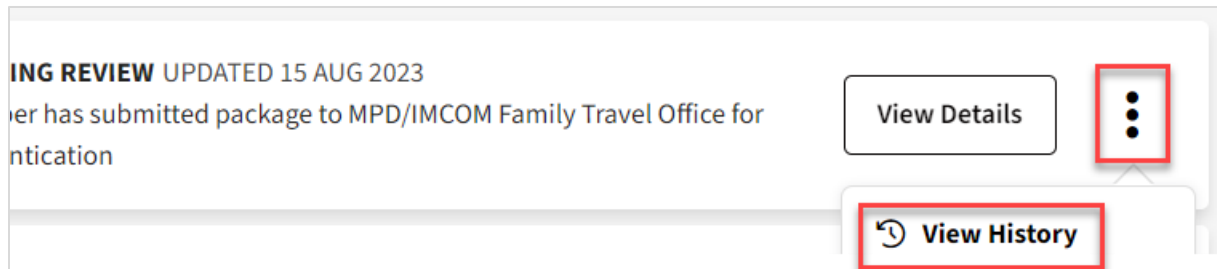 ING REVIEW UPDATED 15 AUG 2023
er has submitted package to MPD/IMCOM Family Travel Office for
ntication
View Details
View History